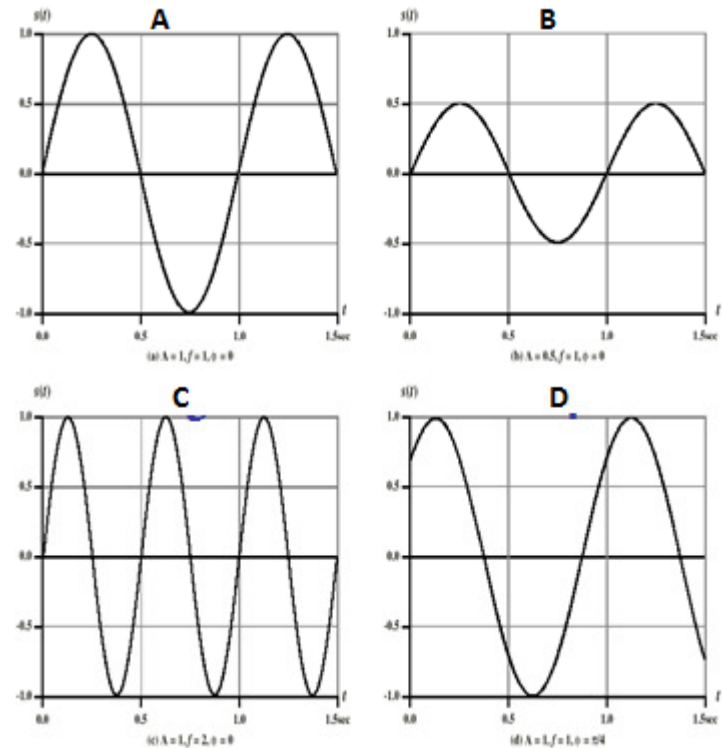 A
s(t)
1.0
0.5
0.0
-0.5
-1.0
0.0 0.5 1.0 1.5sec
t
(a) A = 1, f = 1, ϕ = 0
B
s(t)
1.0
0.5
0.0
-0.5
-1.0
0.0 0.5 1.0 1.5sec
t
(b) A = 0.5, f = 1, ϕ = 0
C
s(t)
1.0
0.5
0.0
-0.5
-1.0
0.0 0.5 1.0 1.5sec
t
(c) A = 1, f = 2, ϕ = 0
D
s(t)
1.0
0.5
0.0
-0.5
-1.0
0.0 0.5 1.0 1.5sec
t
(d) A = 1, f = 1, ϕ = π/4